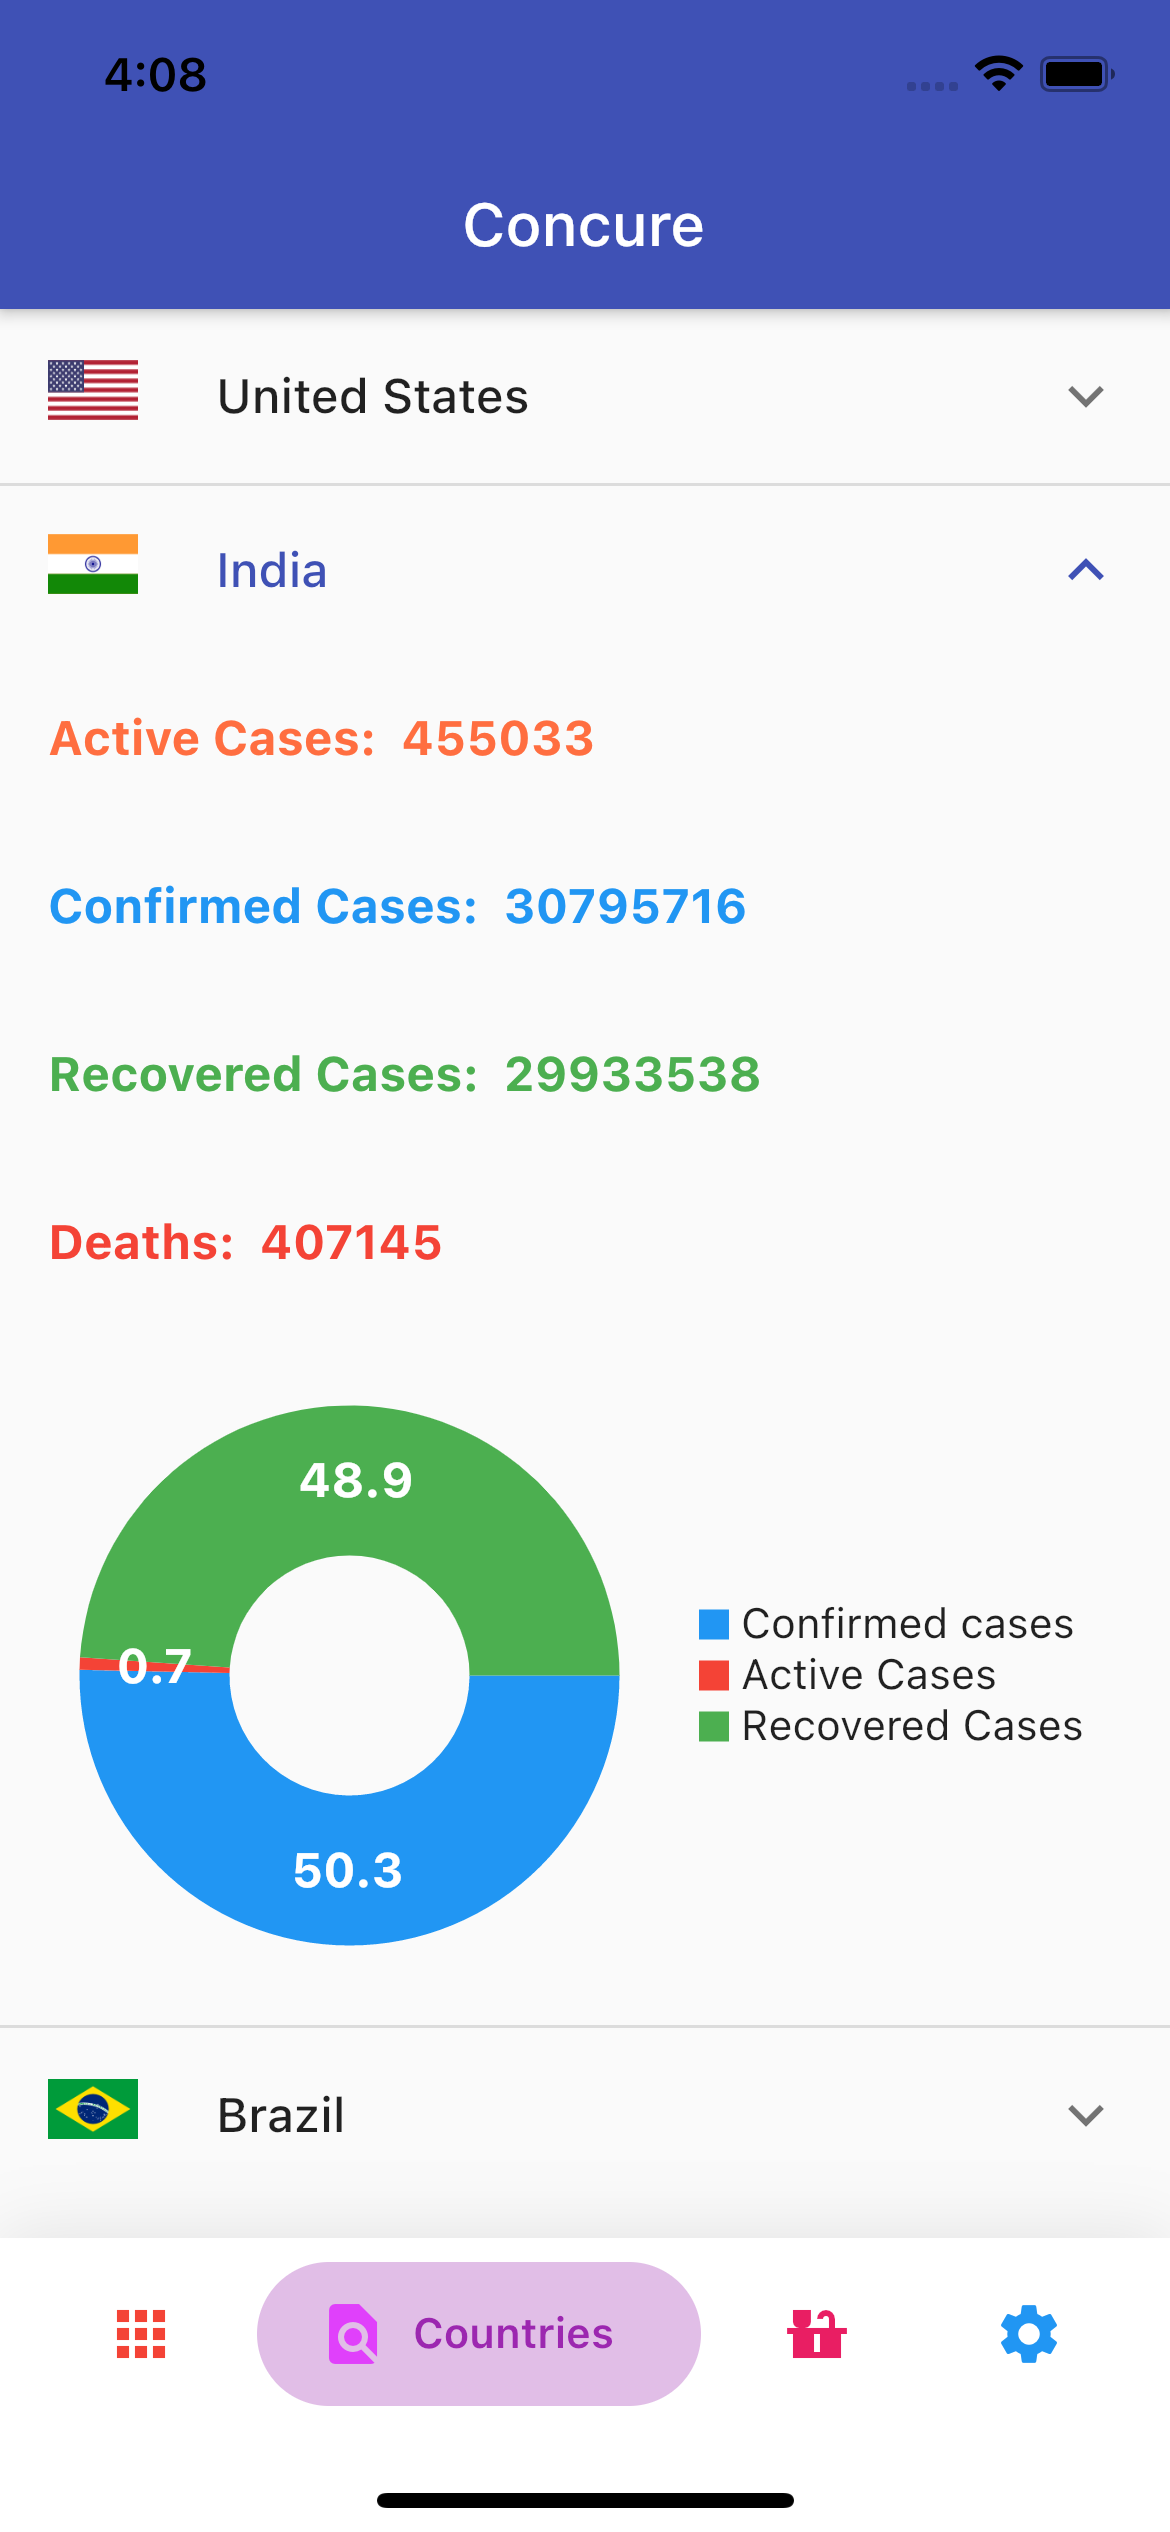 4:08
Concure
United States
India
Active Cases: 455033
Confirmed Cases: 30795716
Recovered Cases: 29933538
Deaths: 407145
48.9
0.7
50.3
Confirmed cases
Active Cases
Recovered Cases
Brazil
Countries